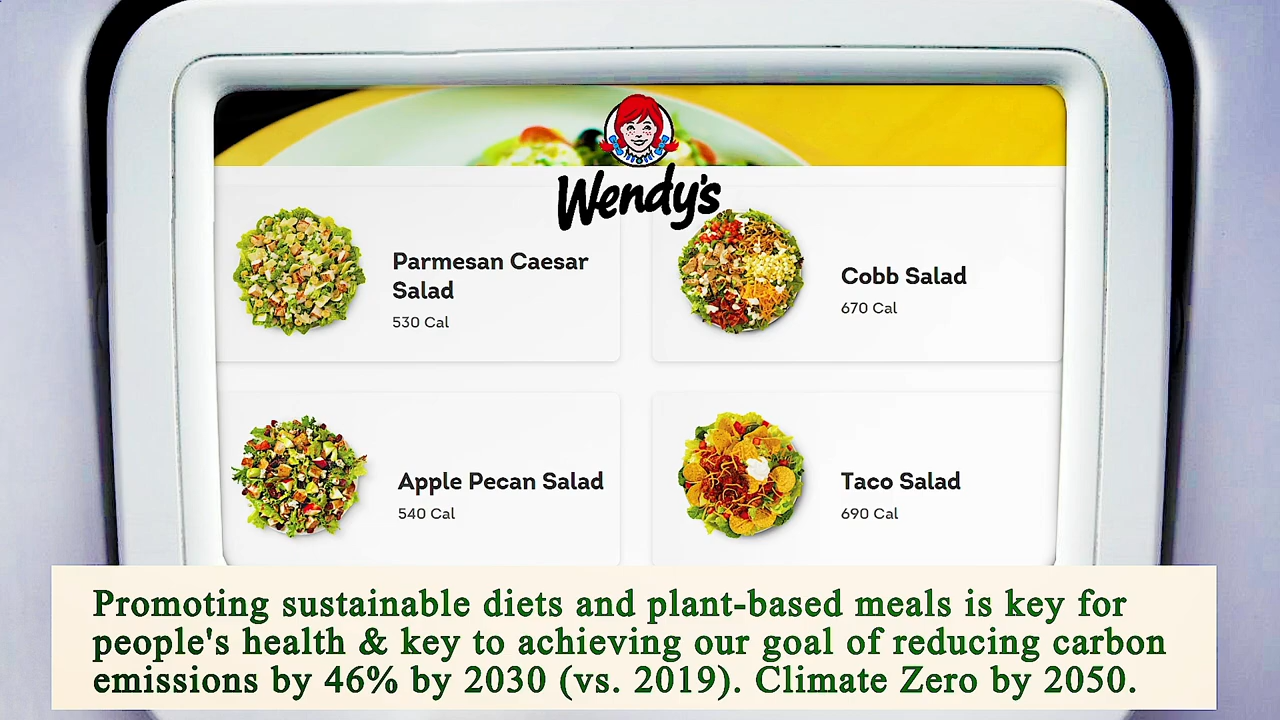 Wendy's
Parmesan Caesar
Salad
530 Cal
Cobb Salad
670 Cal
Apple Pecan Salad
540 Cal
Taco Salad
690 Cal
Promoting sustainable diets and plant-based meals is key for
people's health & key to achieving our goal of reducing carbon
emissions by 46% by 2030 (vs. 2019). Climate Zero by 2050.